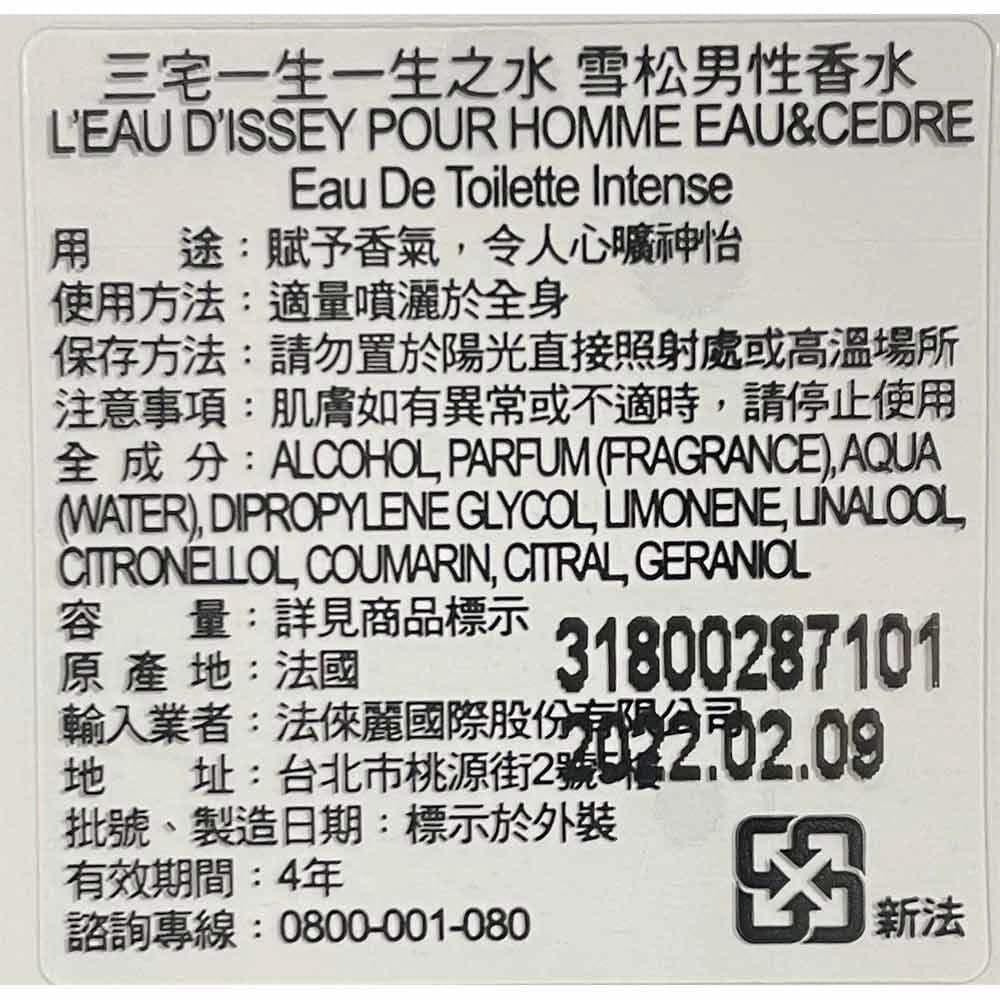 三宅一生一生之水 雪松男性香水
L'EAU D'ISSEY POUR HOMME EAU&CEDRE
Eau De Toilette Intense
用　　途：賦予香氣，令人心曠神怡
使用方法：適量噴灑於全身
保存方法：請勿置於陽光直接照射處或高溫場所
注意事項：肌膚如有異常或不適時，請停止使用
全 成 分：ALCOHOL, PARFUM (FRAGRANCE), AQUA
(WATER), DIPROPYLENE GLYCOL, LIMONENE, LINALOOL,
CITRONELLOL, COUMARIN, CITRAL, GERANIOL
容　　量：詳見商品標示
原 產 地：法國
31800287101
輸入業者：法倈麗國際股份有限公司
地　　址：台北市桃源街2號5樓
2022.02.09
批號、製造日期：標示於外裝
有效期間：4年
諮詢專線：0800-001-080
新法